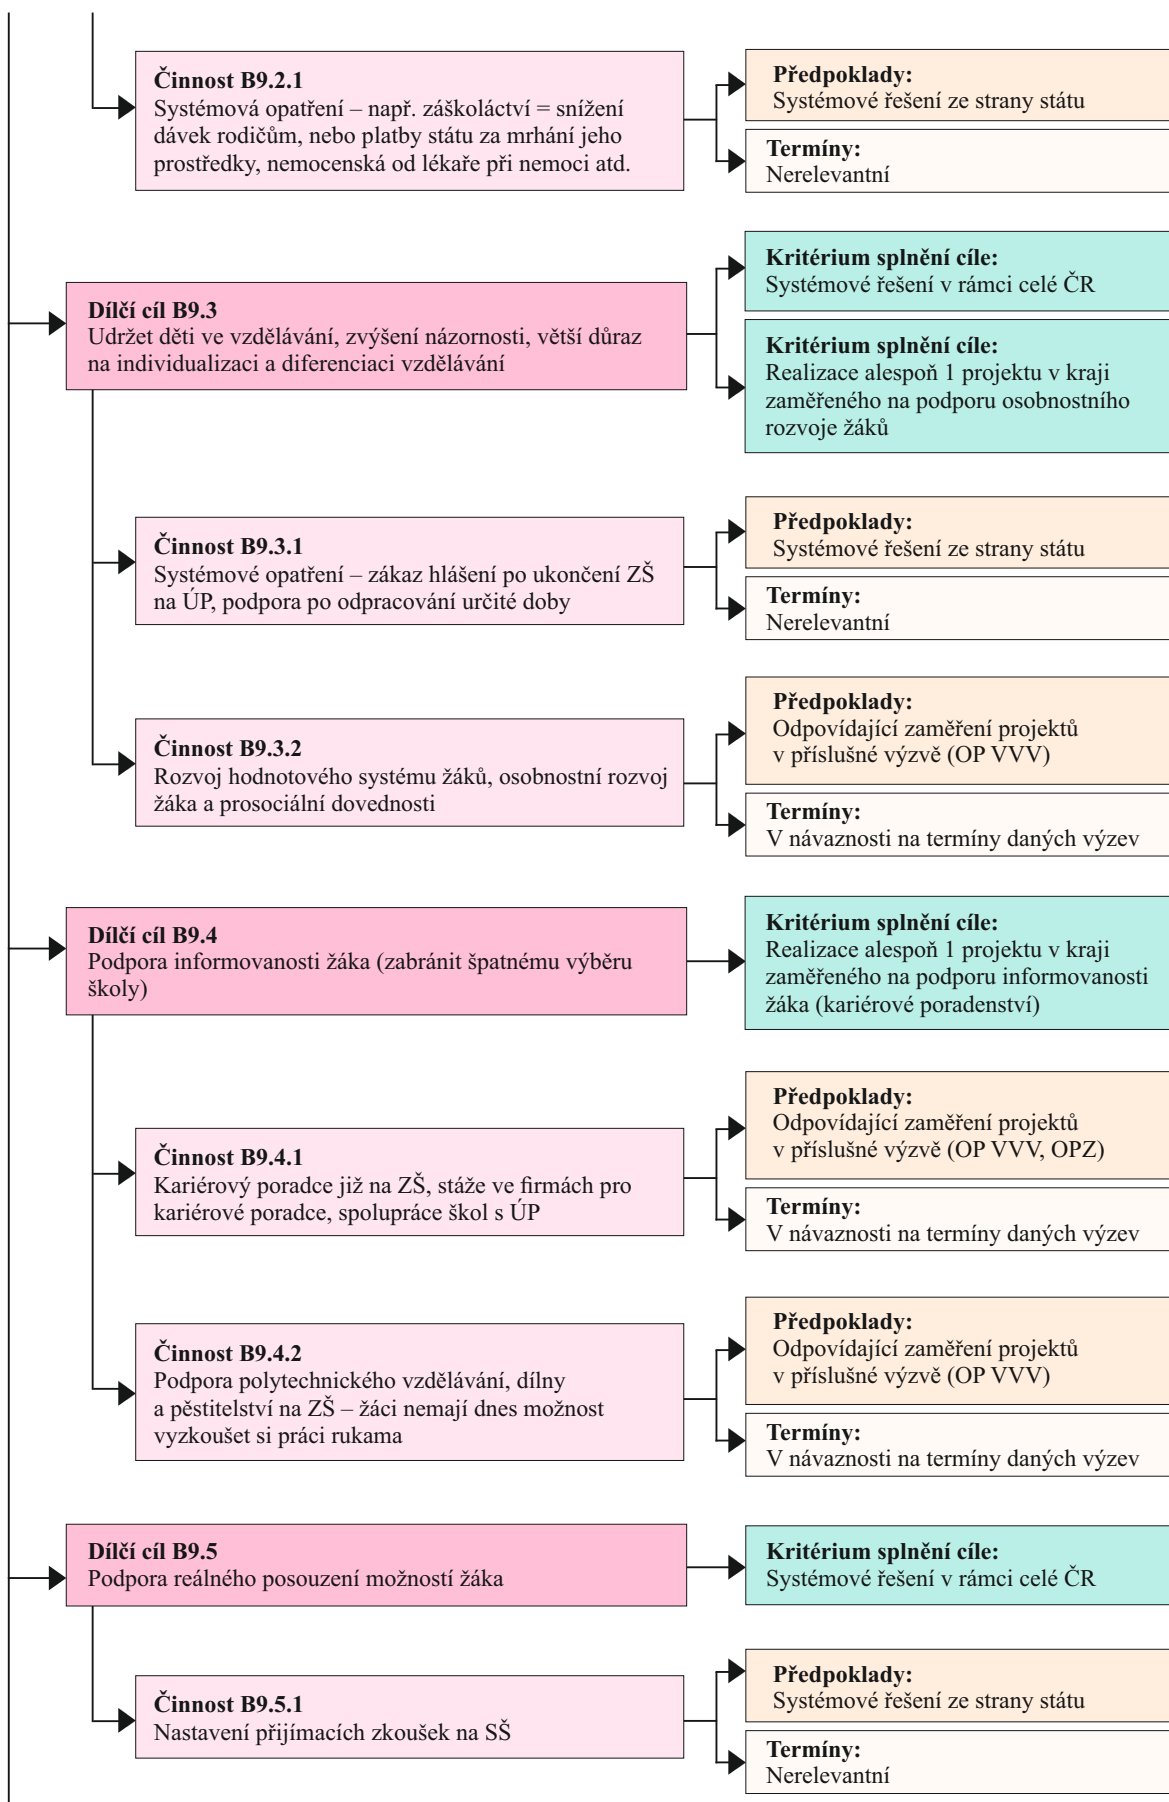 Činnost B9.2.1
Systémová opatření – např. záškoláctví = snížení
dávek rodičům, nebo platby státu za mrhání jeho
prostředky, nemocenská od lékaře při nemoci atd.
Předpoklady:
Systémové řešení ze strany státu
Termíny:
Nerelevantní
Dílčí cíl B9.3
Udržet děti ve vzdělávání, zvýšení názornosti, větší důraz
na individualizaci a diferenciaci vzdělávání
Kritérium splnění cíle:
Systémové řešení v rámci celé ČR
Kritérium splnění cíle:
Realizace alespoň 1 projektu v kraji
zaměřeného na podporu osobnostního
rozvoje žáků
Činnost B9.3.1
Systémové opatření – zákaz hlášení po ukončení ZŠ
na ÚP, podpora po odpracování určité doby
Předpoklady:
Systémové řešení ze strany státu
Termíny:
Nerelevantní
Činnost B9.3.2
Rozvoj hodnotového systému žáků, osobnostní rozvoj
žáka a prosociální dovednosti
Předpoklady:
Odpovídající zaměření projektů
v příslušné výzvě (OP VVV)
Termíny:
V návaznosti na termíny daných výzev
Dílčí cíl B9.4
Podpora informovanosti žáka (zabránit špatnému výběru
školy)
Kritérium splnění cíle:
Realizace alespoň 1 projektu v kraji
zaměřeného na podporu informovanosti
žáka (kariérové poradenství)
Činnost B9.4.1
Kariérový poradce již na ZŠ, stáže ve firmách pro
kariérové poradce, spolupráce škol s ÚP
Předpoklady:
Odpovídající zaměření projektů
v příslušné výzvě (OP VVV, OPZ)
Termíny:
V návaznosti na termíny daných výzev
Činnost B9.4.2
Podpora polytechnického vzdělávání, dílny
a pěstitelství na ZŠ – žáci nemají dnes možnost
vyzkoušet si práci rukama
Předpoklady:
Odpovídající zaměření projektů
v příslušné výzvě (OP VVV)
Termíny:
V návaznosti na termíny daných výzev
Dílčí cíl B9.5
Podpora reálného posouzení možností žáka
Kritérium splnění cíle:
Systémové řešení v rámci celé ČR
Činnost B9.5.1
Nastavení přijímacích zkoušek na SŠ
Předpoklady:
Systémové řešení ze strany státu
Termíny:
Nerelevantní